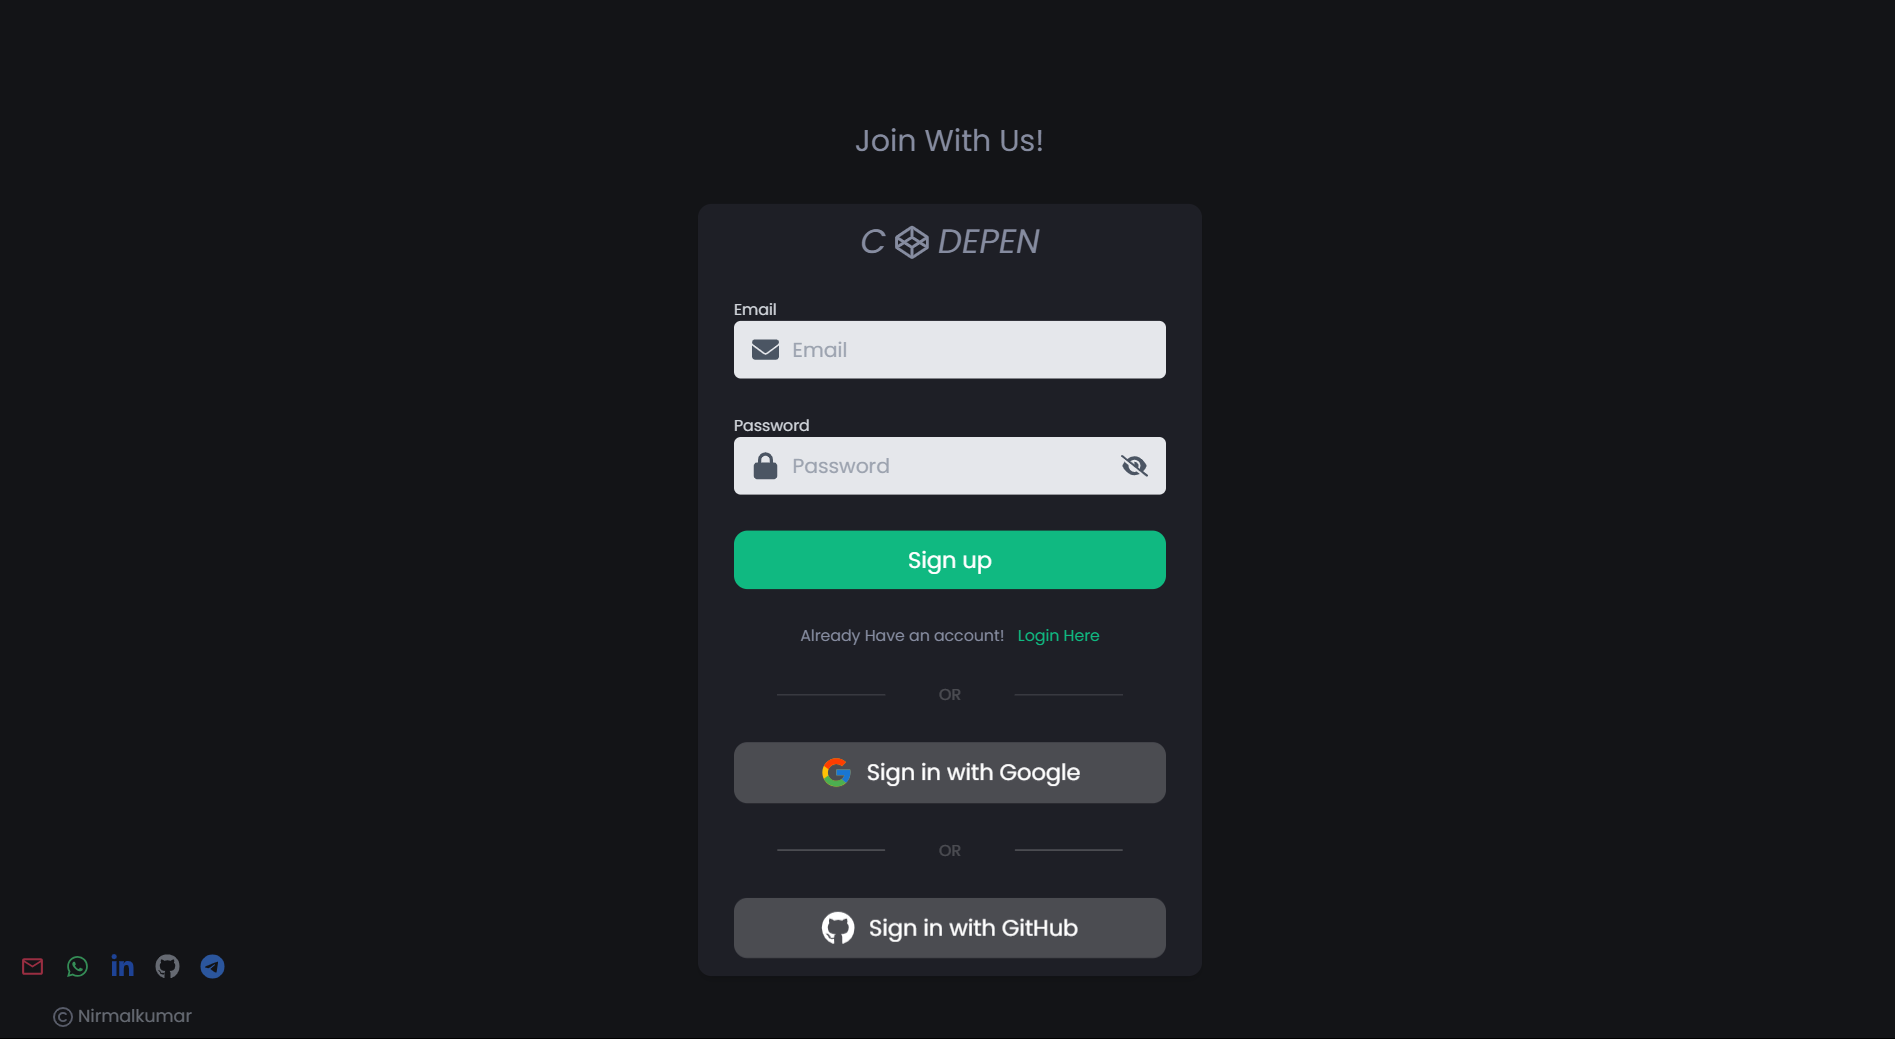 Join With Us!
C DEPEN
Email
Email
Password
Password
Sign up
Already Have an account! Login Here
OR
Sign in with Google
OR
Sign in with GitHub
in
© Nirmalkumar